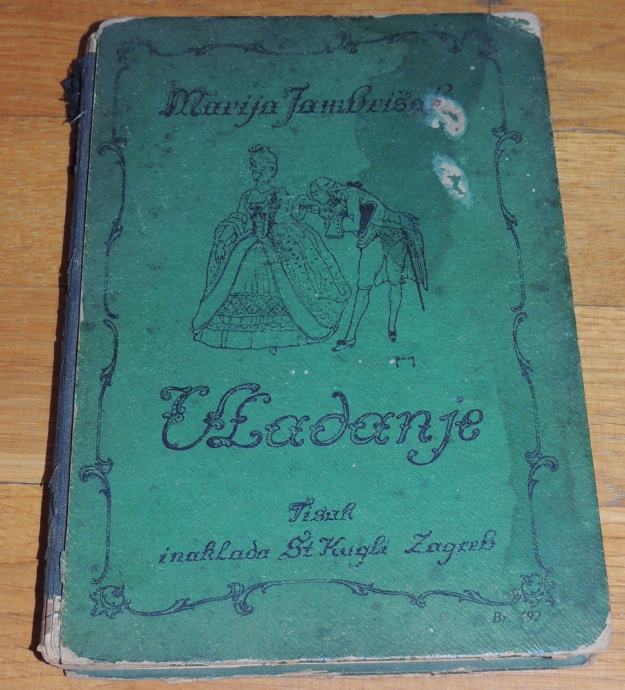 Marija Jambrišak
Vladanje
Tisak
i naklada St Kugli Zagreb
Br. 492